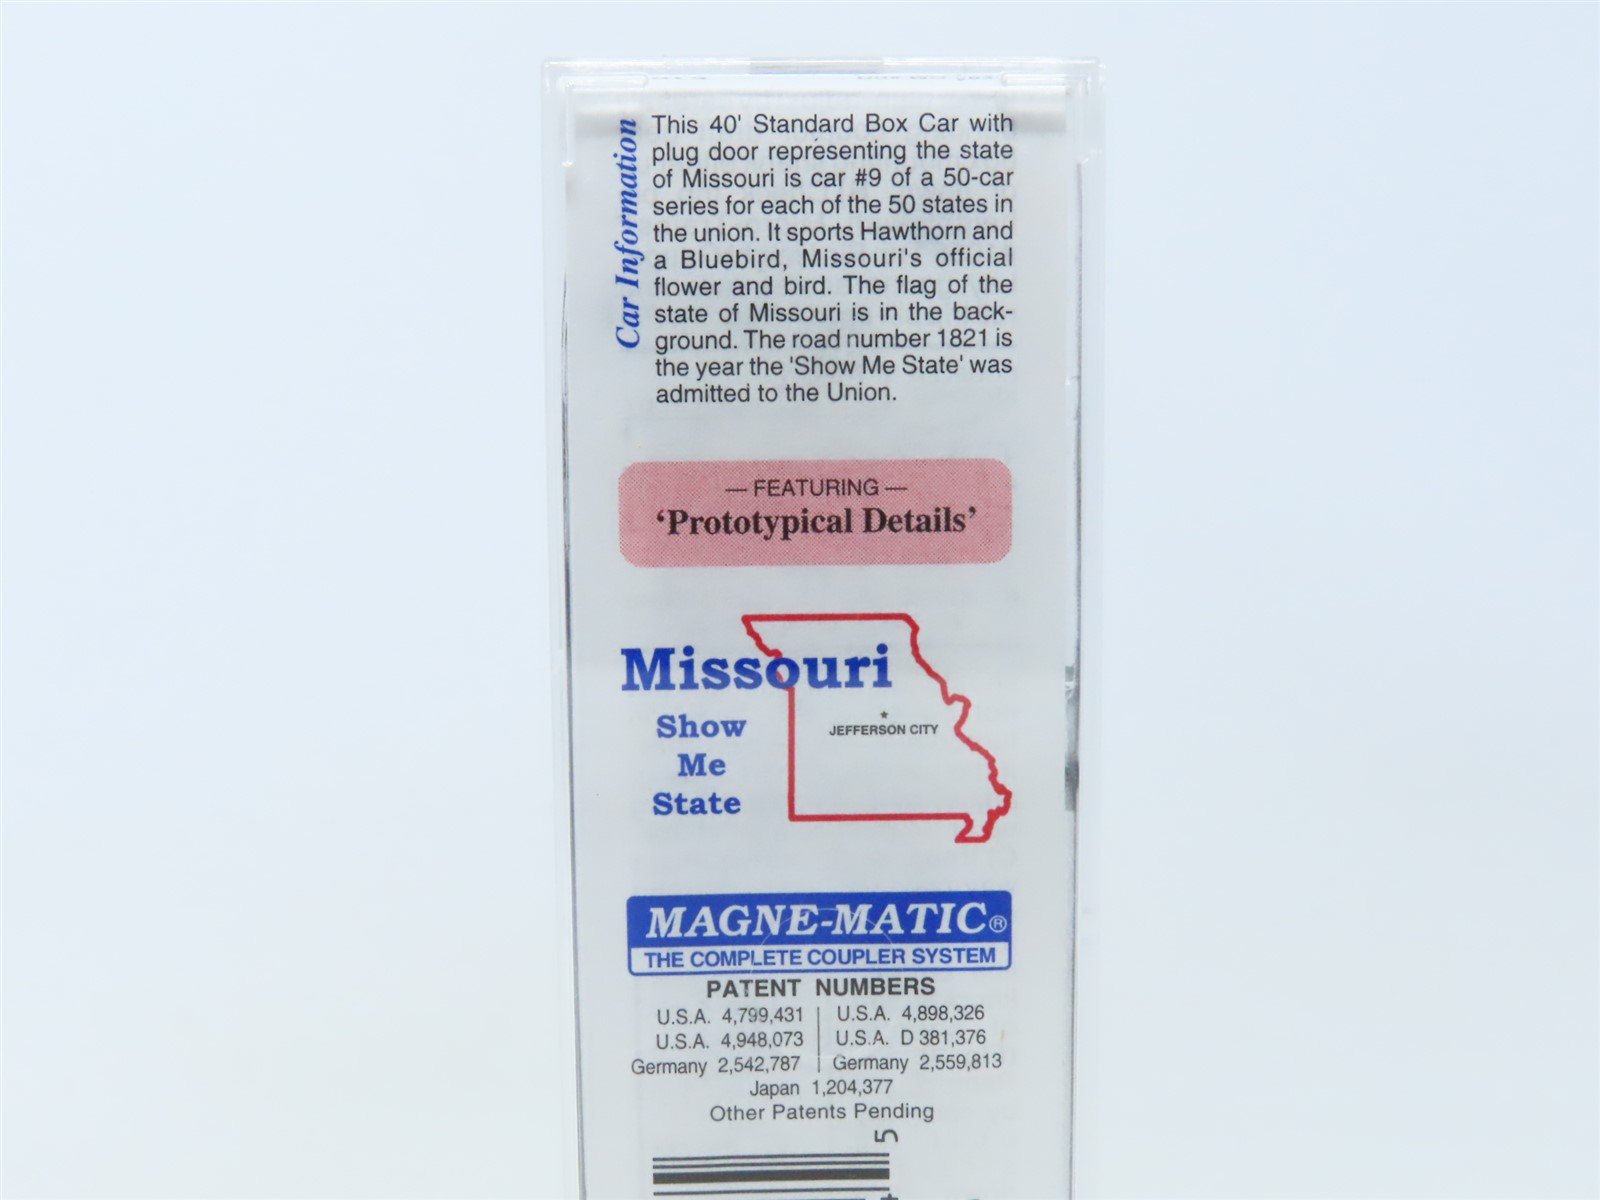 Car Information
This 40' Standard Box Car with
plug door representing the state
of Missouri is car #9 of a 50-car
series for each of the 50 states in
the union. It sports Hawthorn and
a Bluebird, Missouri's official
flower and bird. The flag of the
state of Missouri is in the back-
ground. The road number 1821 is
the year the 'Show Me State' was
admitted to the Union.
— FEATURING —
‘Prototypical Details’
Missouri
Show
Me
State
★
JEFFERSON CITY
MAGNE-MATIC®
THE COMPLETE COUPLER SYSTEM
PATENT NUMBERS
U.S.A. 4,799,431 | U.S.A. 4,898,326
U.S.A. 4,948,073 | U.S.A. D 381,376
Germany 2,542,787 | Germany 2,559,813
Japan 1,204,377
Other Patents Pending
5